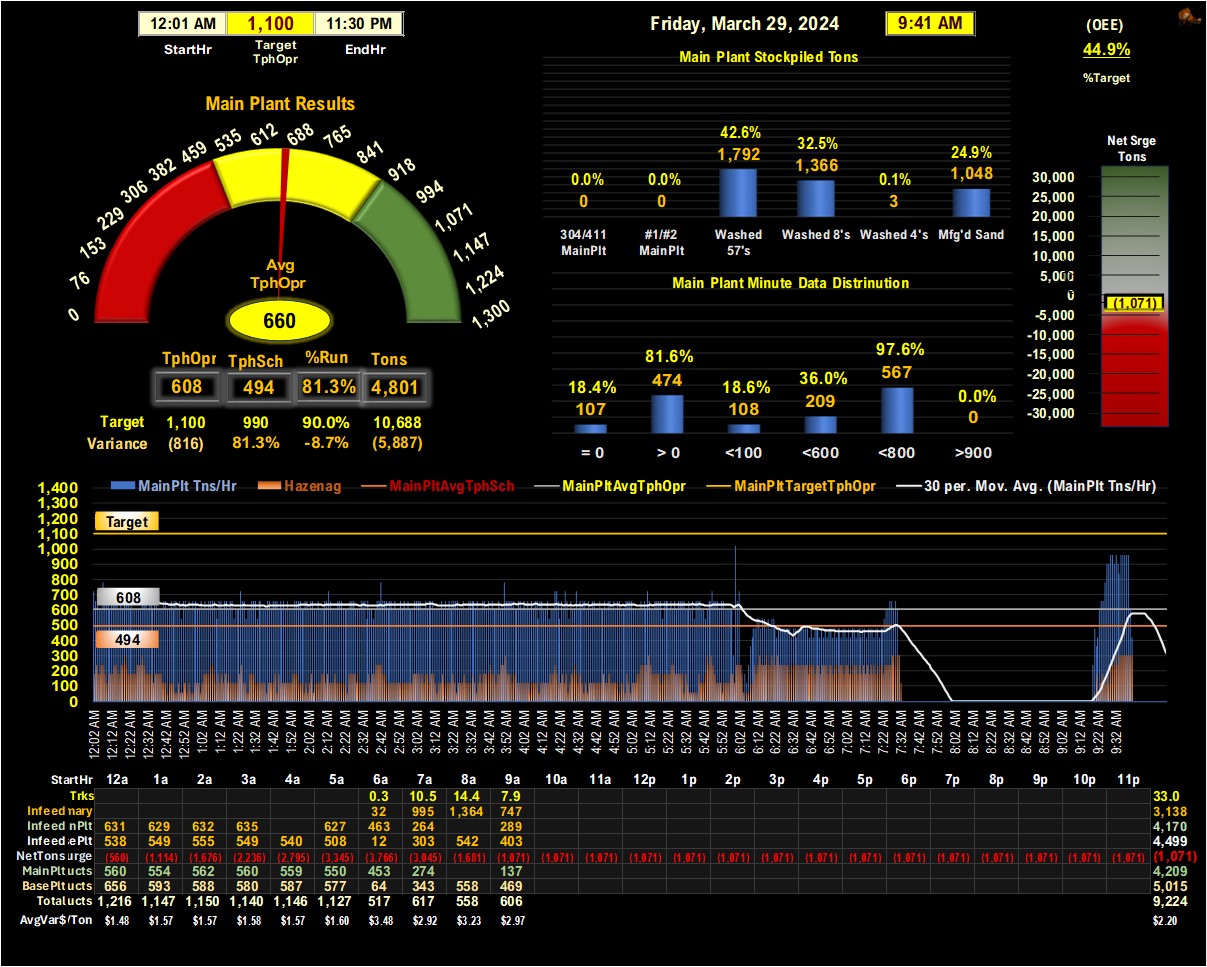 12:01 AM 1,100 11:30 PM
StartHr Target TphOpr EndHr
Friday, March 29, 2024 9:41 AM
(OEE)
44.9%
%Target
Main Plant Results
0 76 153 229 306 382 459 535 612 688 765 841 918 994 1,071 1,147 1,224 1,300
Avg
TphOpr
660
TphOpr TphSch %Run Tons
608 494 81.3% 4,801
Target 1,100 990 90.0% 10,688
Variance (816) 81.3% -8.7% (5,887)
Main Plant Stockpiled Tons
0.0% 0.0% 42.6% 32.5% 0.1% 24.9%
0 0 1,792 1,366 3 1,048
304/411 MainPlt #1/#2 MainPlt Washed 57's Washed 8's Washed 4's Mfg'd Sand
Main Plant Minute Data Distrinution
18.4% 81.6% 18.6% 36.0% 97.6% 0.0%
107 474 108 209 567 0
= 0 > 0 <100 <600 <800 >900
Net Srge
Tons
30,000
25,000
20,000
15,000
10,000
5,000
0
(1,071)
-5,000
-10,000
-15,000
-20,000
-25,000
-30,000
MainPlt Tns/Hr Hazenag MainPltAvgTphSch MainPltAvgTphOpr MainPltTargetTphOpr 30 per. Mov. Avg. (MainPlt Tns/Hr)
1,400
1,300
1,200
1,100
1,000
900
800
700
600
500
400
300
200
100
0
Target
608
494
12:02 AM 12:12 AM 12:22 AM 12:32 AM 12:42 AM 12:52 AM 1:02 AM 1:12 AM 1:22 AM 1:32 AM 1:42 AM 1:52 AM 2:02 AM 2:12 AM 2:22 AM 2:32 AM 2:42 AM 2:52 AM 3:02 AM 3:12 AM 3:22 AM 3:32 AM 3:42 AM 3:52 AM 4:02 AM 4:12 AM 4:22 AM 4:32 AM 4:42 AM 4:52 AM 5:02 AM 5:12 AM 5:22 AM 5:32 AM 5:42 AM 5:52 AM 6:02 AM 6:12 AM 6:22 AM 6:32 AM 6:42 AM 6:52 AM 7:02 AM 7:12 AM 7:22 AM 7:32 AM 7:42 AM 7:52 AM 8:02 AM 8:12 AM 8:22 AM 8:32 AM 8:42 AM 8:52 AM 9:02 AM 9:12 AM 9:22 AM 9:32 AM
StartHr 12a 1a 2a 3a 4a 5a 6a 7a 8a 9a 10a 11a 12p 1p 2p 3p 4p 5p 6p 7p 8p 9p 10p 11p
Trks 0.3 10.5 14.4 7.9 33.0
Infeed nary 32 995 1,364 747 3,138
Infeed nPlt 631 629 632 635 627 463 264 289 4,170
Infeed ePlt 538 549 555 549 540 508 12 303 542 403 4,499
NetTons urge (560) (1,114) (1,676) (2,236) (2,795) (3,345) (3,766) (3,045) (1,681) (1,071) (1,071) (1,071) (1,071) (1,071) (1,071) (1,071) (1,071) (1,071) (1,071) (1,071) (1,071) (1,071) (1,071) (1,071) (1,071)
MainPlt ucts 560 554 562 560 559 550 453 274 137 4,209
BasePlt ucts 656 593 588 580 587 577 64 343 558 469 5,015
Total ucts 1,216 1,147 1,150 1,140 1,146 1,127 517 617 558 606 9,224
AvgVar$/Ton $1.48 $1.57 $1.57 $1.58 $1.57 $1.60 $3.48 $2.92 $3.23 $2.97 $2.20